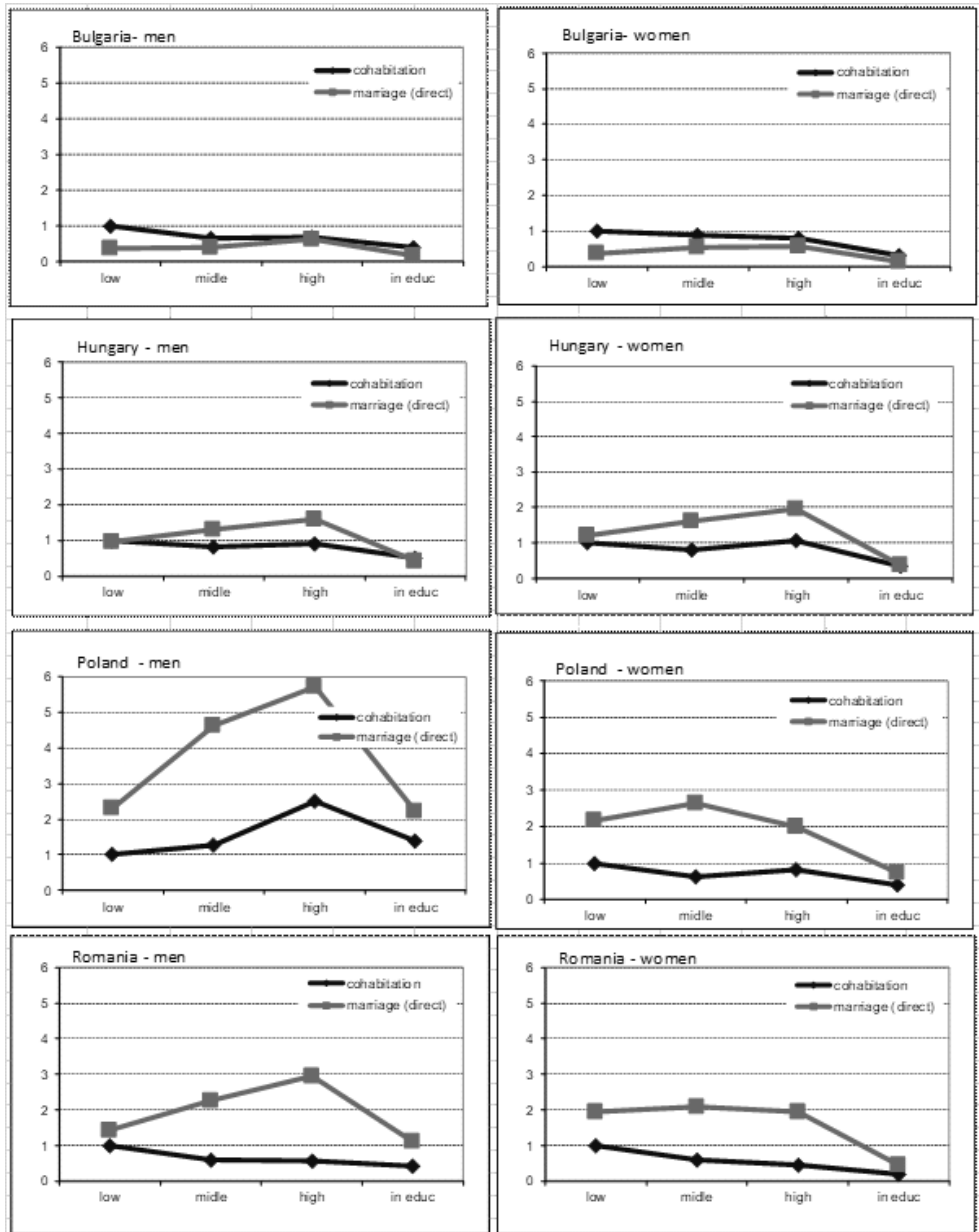 Bulgaria- men
6
cohabitation
5
marriage (direct)
4
3
2
1
0
low midle high in educ
Bulgaria- women
6
cohabitation
5
marriage (direct)
4
3
2
1
0
low midle high in educ
Hungary - men
6
cohabitation
5
marriage (direct)
4
3
2
1
0
low midle high in educ
Hungary - women
6
cohabitation
5
marriage (direct)
4
3
2
1
0
low midle high in educ
Poland - men
6
5
cohabitation
marriage (direct)
4
3
2
1
0
low midle high in educ
Poland - women
6
cohabitation
5
marriage (direct)
4
3
2
1
0
low midle high in educ
Romania - men
6
cohabitation
5
marriage (direct)
4
3
2
1
0
low midle high in educ
Romania - women
6
cohabitation
5
marriage (direct)
4
3
2
1
0
low midle high in educ